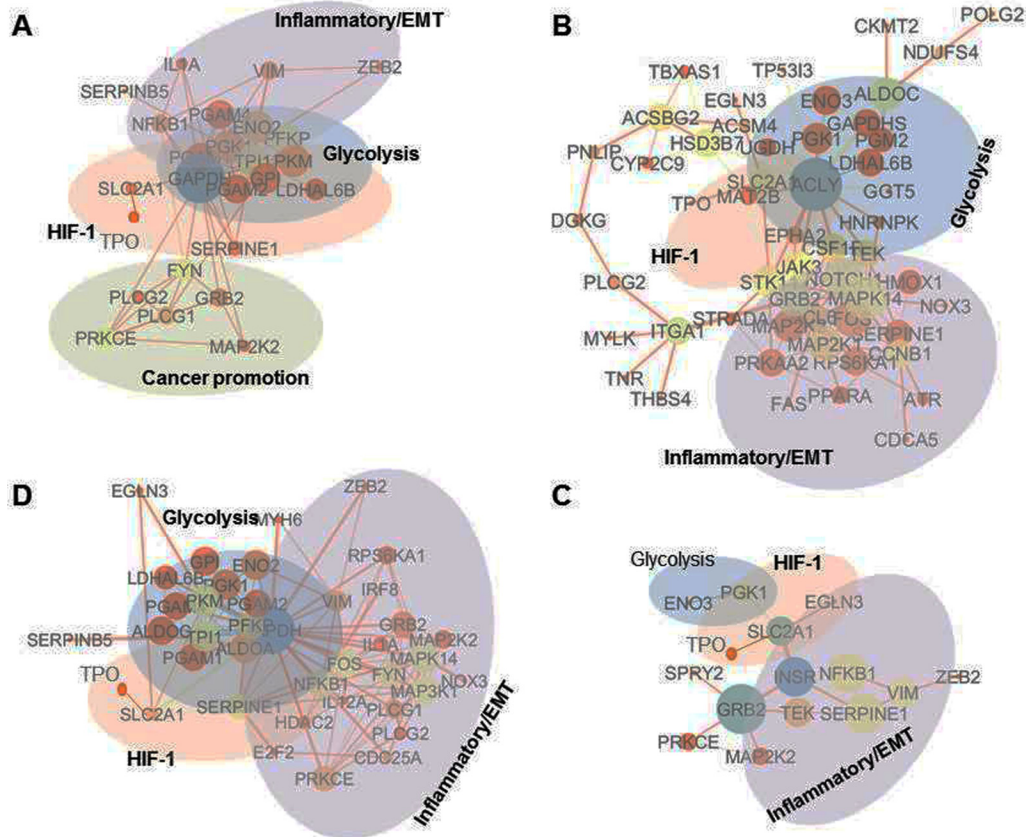 A
Inflammatory/EMT
IL1A
VIM
ZEB2
SERPINB5
NFKB1
PGAM1
ENO2
PGK1
PFKP
TPI1
PKM
Glycolysis
GAPDH
PGAM2
GPI
LDHAL6B
SLC2A1
HIF-1
TPO
SERPINE1
FYN
PLCG2
GRB2
PLCG1
PRKCE
MAP2K2
Cancer promotion
B
POLG2
CKMT2
NDUFS4
TBXAS1
TP53I3
ALDOC
EGLN3
ENO3
ACSBG2
ACSM4
GAPDHS
HSD3B7
UGDH
PGK1
PGM2
PNLIP
CYP2C9
LDHAL6B
SLC2A1
ACLY
GGT5
Glycolysis
TPO
MAT2B
DGKG
HNRNPK
HIF-1
EPHA2
CSF1
TEK
JAK3
PLCG2
STK1
NOTCH1
HMOX1
GRB2
MAPK14
NOX3
STRADA
MYLK
ITGA1
MAP2K1
CCNB1
PRKAA2
RPS6KA1
TNR
THBS4
FAS
PPARA
ATR
CDCA5
Inflammatory/EMT
D
EGLN3
ZEB2
Glycolysis
MYH6
GPI
ENO2
RPS6KA1
LDHAL6B
PGK1
IRF8
PKM
PGAM2
VIM
PFKP
GRB2
SERPINB5
ALDOC
TPI1
IL1A
MAP2K2
PGAM1
ALDOA
FOS
MAPK14
TPO
NFKB1
FYN
NOX3
MAP3K1
SLC2A1
SERPINE1
IL12A
PLCG1
HDAC2
PLCG2
HIF-1
E2F2
CDC25A
PRKCE
Inflammatory/EMT
C
Glycolysis
HIF-1
ENO3
PGK1
EGLN3
SLC2A1
TPO
SPRY2
INSR
NFKB1
ZEB2
VIM
GRB2
TEK
SERPINE1
PRKCE
MAP2K2
Inflammatory/EMT